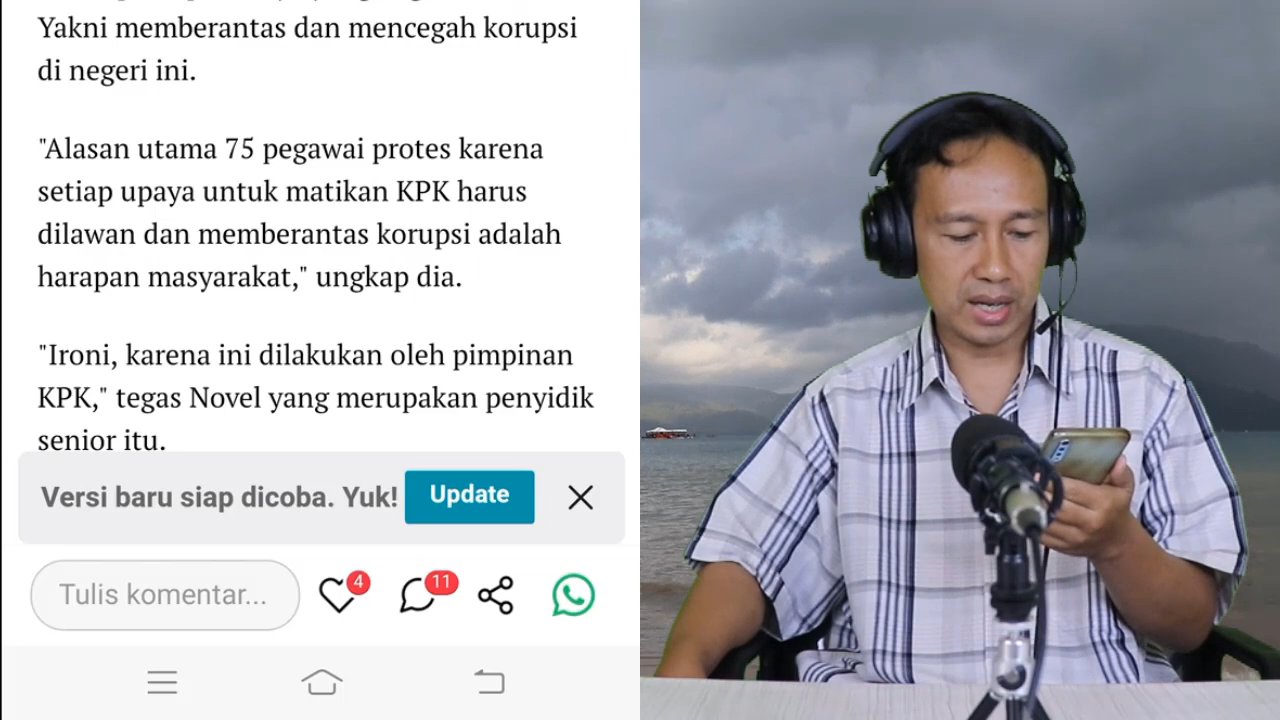 Yakni memberantas dan mencegah korupsi
di negeri ini.
"Alasan utama 75 pegawai protes karena
setiap upaya untuk matikan KPK harus
dilawan dan memberantas korupsi adalah
harapan masyarakat," ungkap dia.
"Ironi, karena ini dilakukan oleh pimpinan
KPK," tegas Novel yang merupakan penyidik
senior itu.
Versi baru siap dicoba. Yuk! Update
Tulis komentar... 4 11